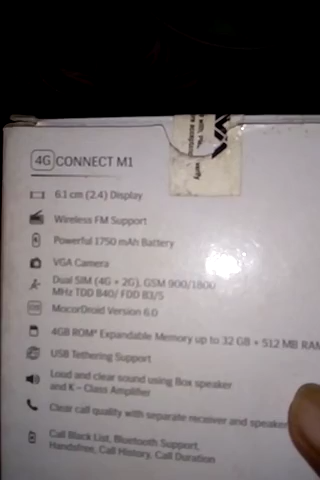 4G CONNECT M1
6.1 cm (2.4) Display
Wireless FM Support
Powerful 1750 mAh Battery
VGA Camera
Dual SIM (4G + 2G), GSM 900/1800
MHz TDD B40/ FDD B3/5
MocorDroid Version 6.0
4GB ROM* Expandable Memory up to 32 GB + 512 MB RAM
USB Tethering Support
Loud and clear sound using Box speaker
and K - Class Amplifier
Clear call quality with separate receiver and speaker
Call Black List, Bluetooth Support,
Handsfree, Call History, Call Duration